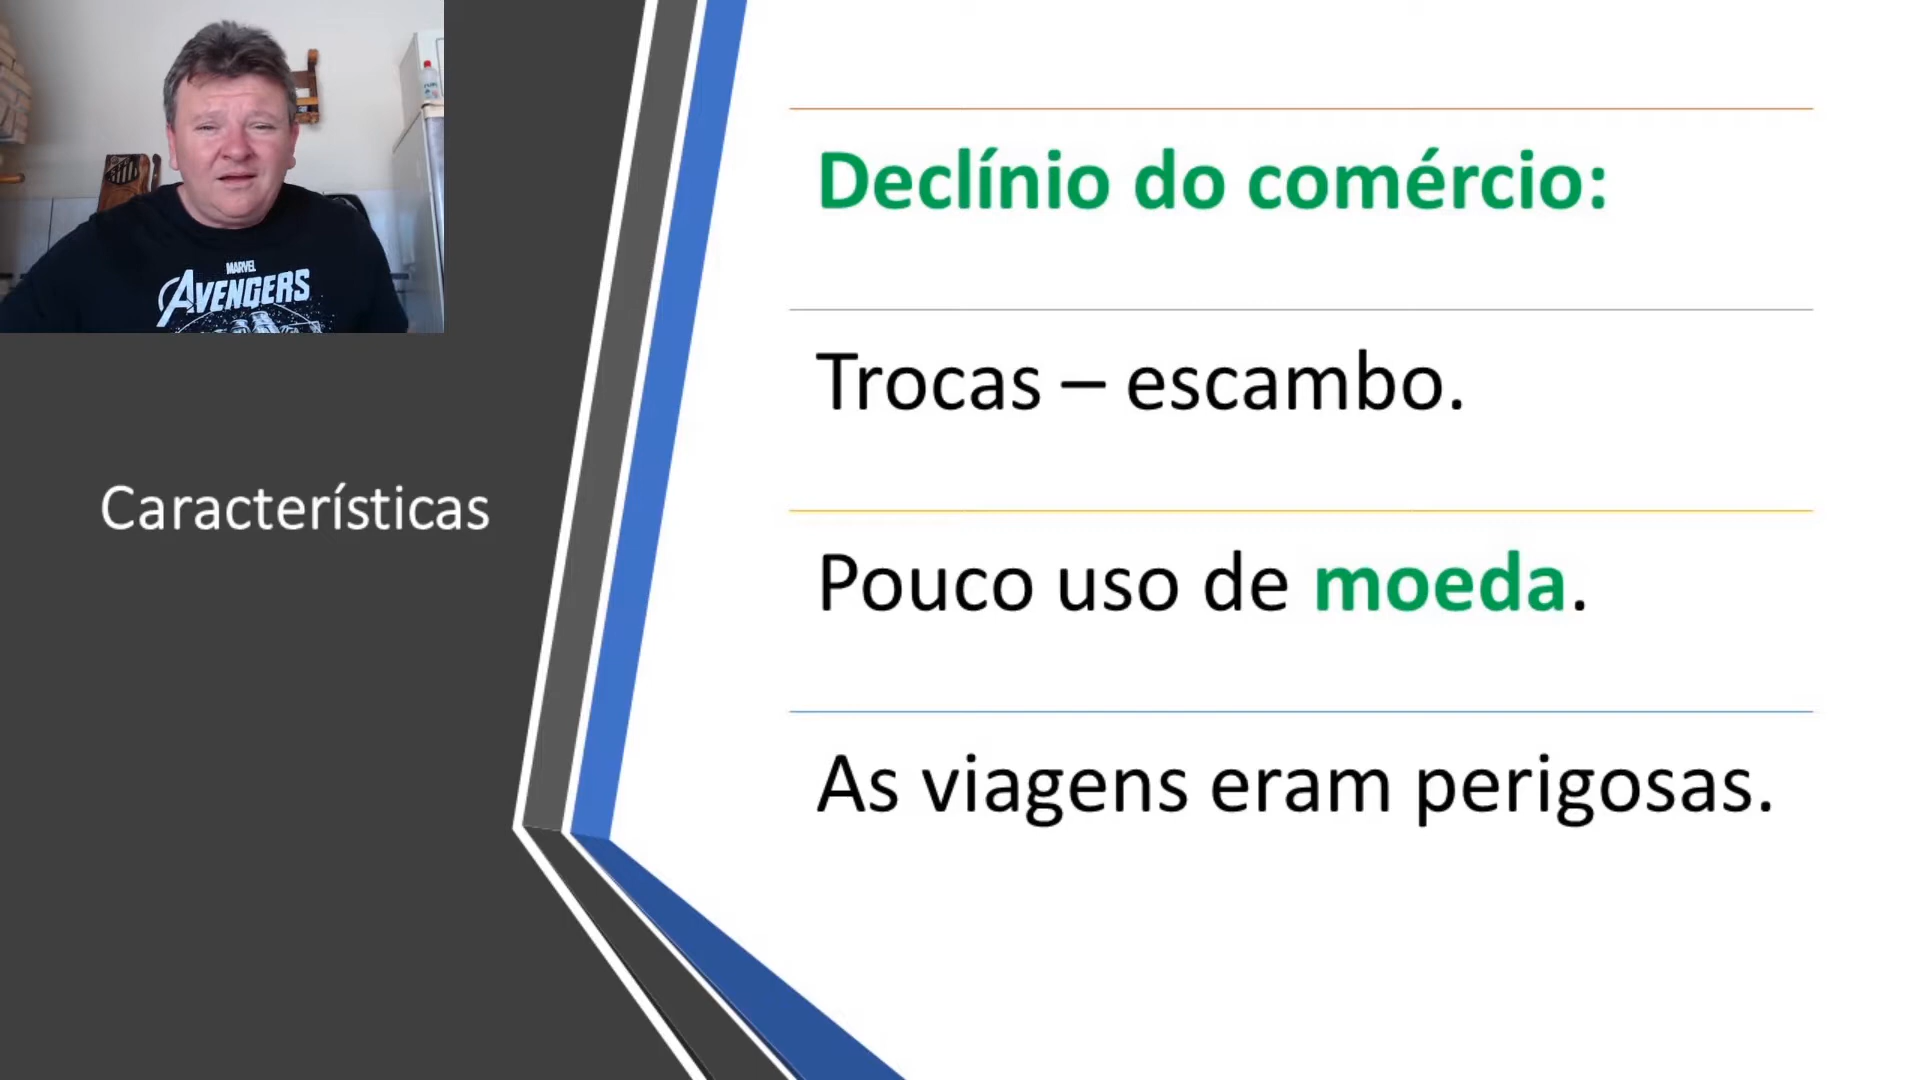 MARVEL
AVENGERS
Características
Declínio do comércio:
Trocas – escambo.
Pouco uso de moeda.
As viagens eram perigosas.